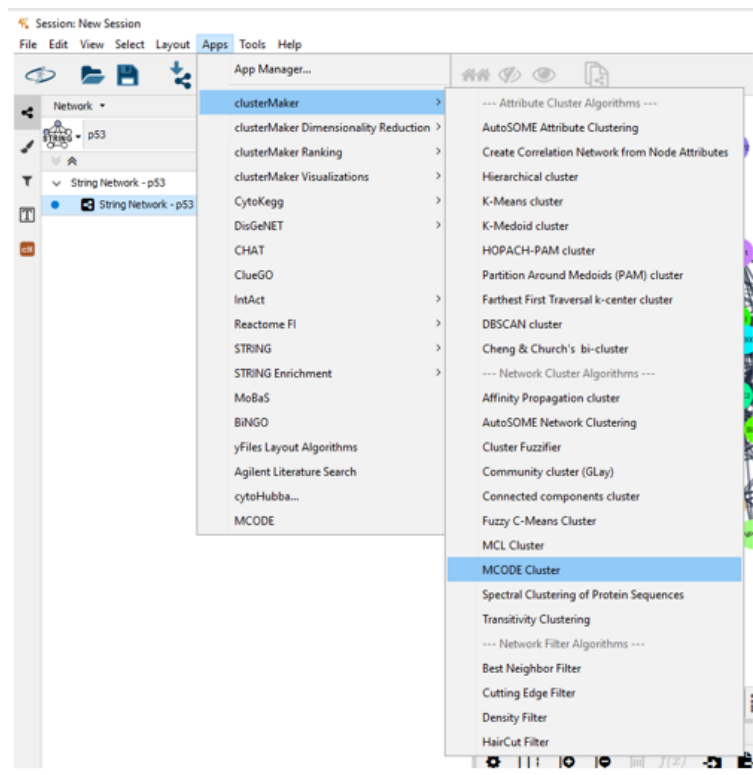 Session: New Session
File Edit View Select Layout Apps Tools Help
App Manager...
Network
STRING
p53
String Network - p53
String Network - p53
T
clusterMaker
clusterMaker Dimensionality Reduction
clusterMaker Ranking
clusterMaker Visualizations
CytoKegg
DisGeNET
CHAT
ClueGO
IntAct
Reactome FI
STRING
STRING Enrichment
MoBaS
BiNGO
yFiles Layout Algorithms
Agilent Literature Search
cytoHubba...
MCODE
--- Attribute Cluster Algorithms ---
AutoSOME Attribute Clustering
Create Correlation Network from Node Attributes
Hierarchical cluster
K-Means cluster
K-Medoid cluster
HOPACH-PAM cluster
Partition Around Medoids (PAM) cluster
Farthest First Traversal k-center cluster
DBSCAN cluster
Cheng & Church's bi-cluster
--- Network Cluster Algorithms ---
Affinity Propagation cluster
AutoSOME Network Clustering
Cluster Fuzzifier
Community cluster (GLay)
Connected components cluster
Fuzzy C-Means Cluster
MCL Cluster
MCODE Cluster
Spectral Clustering of Protein Sequences
Transitivity Clustering
--- Network Filter Algorithms ---
Best Neighbor Filter
Cutting Edge Filter
Density Filter
HairCut Filter
f(x)